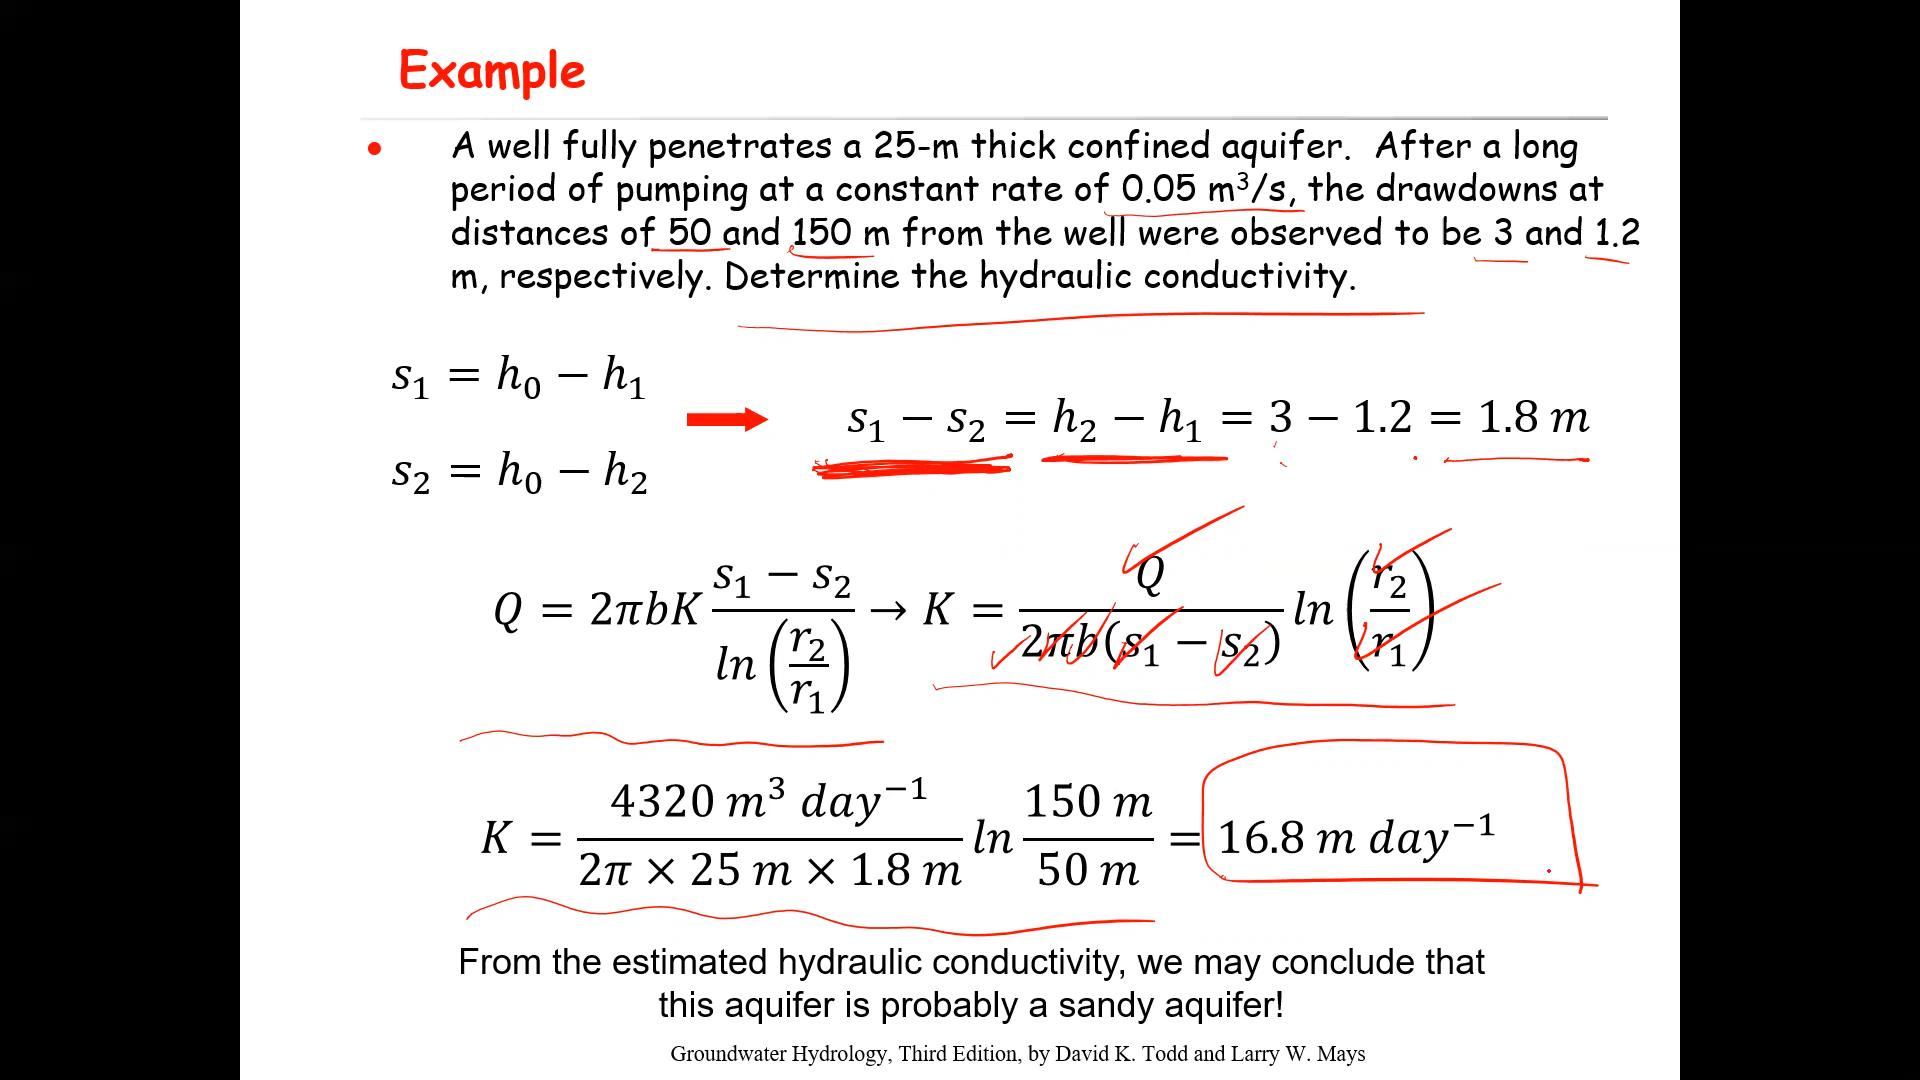 Example
• A well fully penetrates a 25-m thick confined aquifer. After a long
period of pumping at a constant rate of 0.05 m³/s, the drawdowns at
distances of 50 and 150 m from the well were observed to be 3 and 1.2
m, respectively. Determine the hydraulic conductivity.
s₁ = h₀ − h₁
s₁ − s₂ = h₂ − h₁ = 3 − 1.2 = 1.8 m
s₂ = h₀ − h₂
Q = 2πbK (s₁ − s₂)/ln(r₂/r₁) → K = Q/(2πb(s₁ − s₂)) ln(r₂/r₁)
K = (4320 m³ day⁻¹)/(2π × 25 m × 1.8 m) ln (150 m)/(50 m) = 16.8 m day⁻¹
From the estimated hydraulic conductivity, we may conclude that
this aquifer is probably a sandy aquifer!
Groundwater Hydrology, Third Edition, by David K. Todd and Larry W. Mays